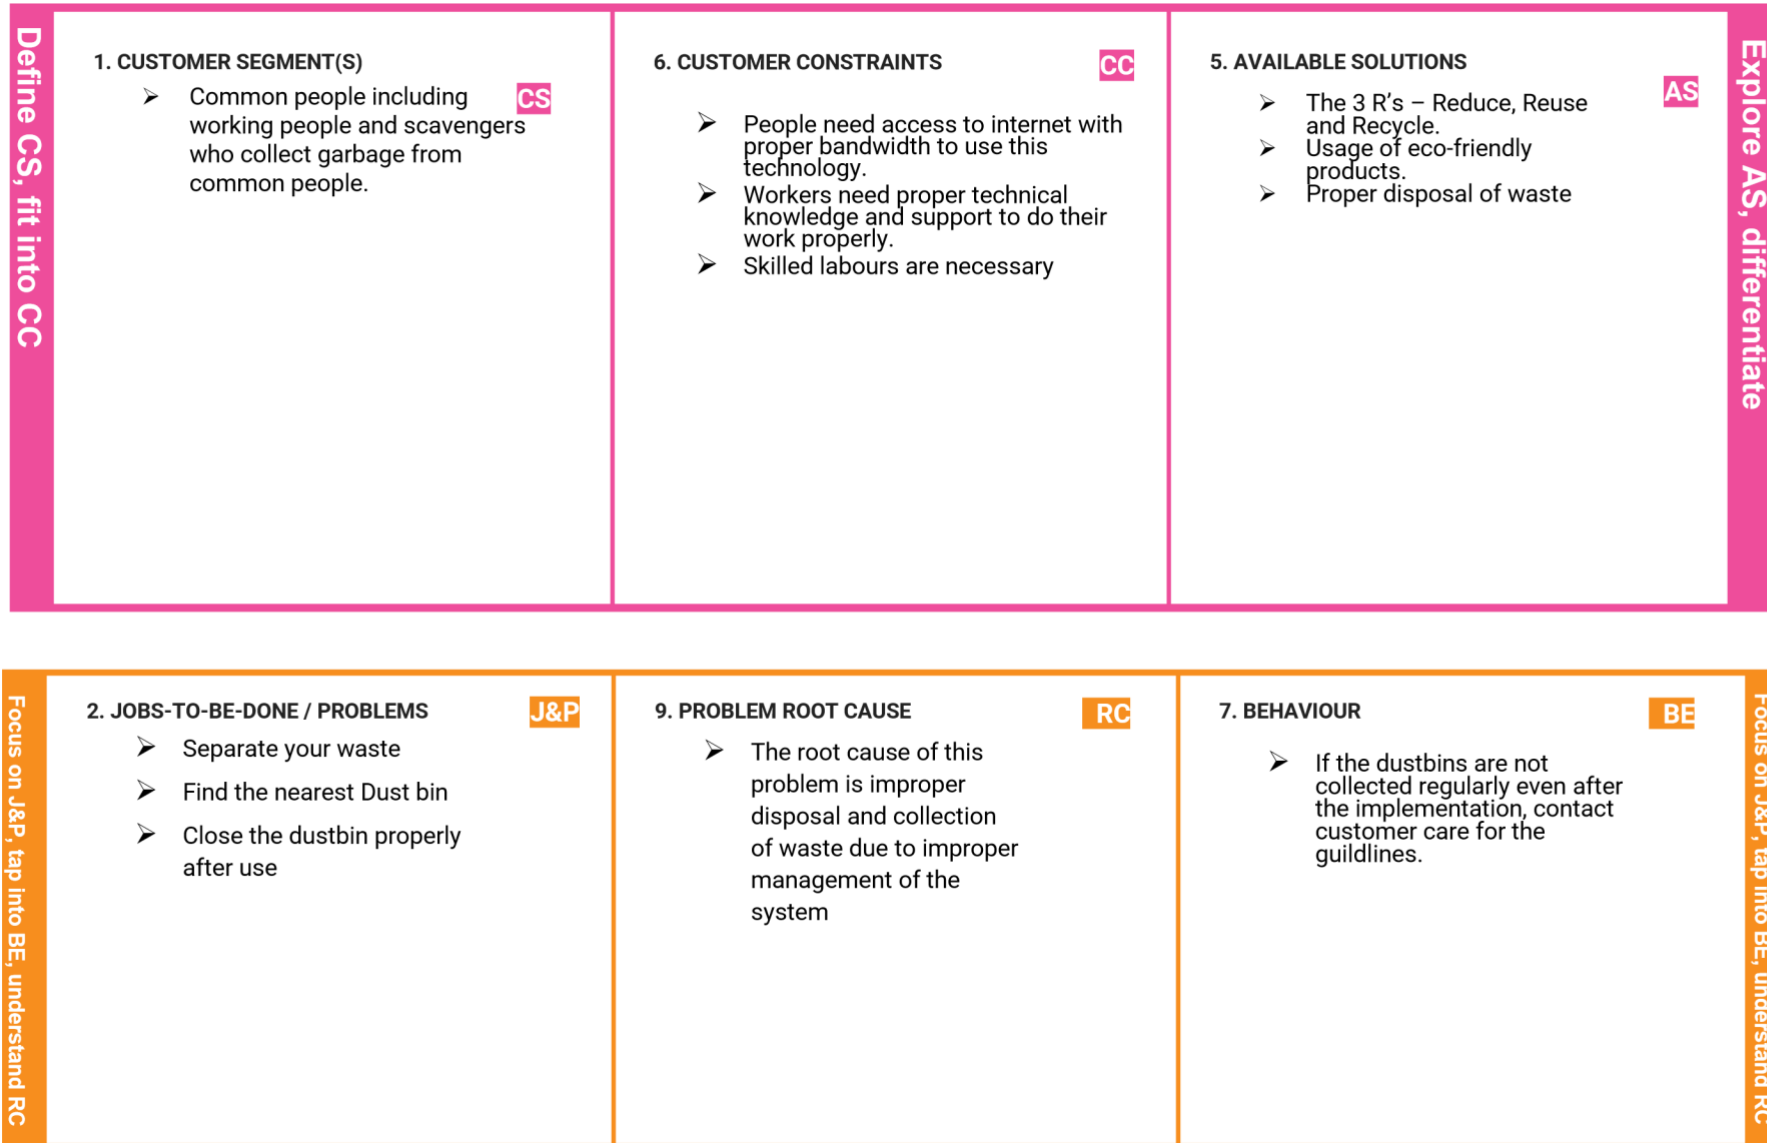 Define CS, fit into CC
1. CUSTOMER SEGMENT(S)
CS
➢ Common people including
working people and scavengers
who collect garbage from
common people.
6. CUSTOMER CONSTRAINTS
CC
➢ People need access to internet with
proper bandwidth to use this
technology.
➢ Workers need proper technical
knowledge and support to do their
work properly.
➢ Skilled labours are necessary
5. AVAILABLE SOLUTIONS
AS
➢ The 3 R’s – Reduce, Reuse
and Recycle.
➢ Usage of eco-friendly
products.
➢ Proper disposal of waste
Explore AS, differentiate
Focus on J&P, tap into BE, understand RC
2. JOBS-TO-BE-DONE / PROBLEMS
J&P
➢ Separate your waste
➢ Find the nearest Dust bin
➢ Close the dustbin properly
after use
9. PROBLEM ROOT CAUSE
RC
➢ The root cause of this
problem is improper
disposal and collection
of waste due to improper
management of the
system
7. BEHAVIOUR
BE
➢ If the dustbins are not
collected regularly even after
the implementation, contact
customer care for the
guildlines.
Focus on J&P, tap into BE, understand RC